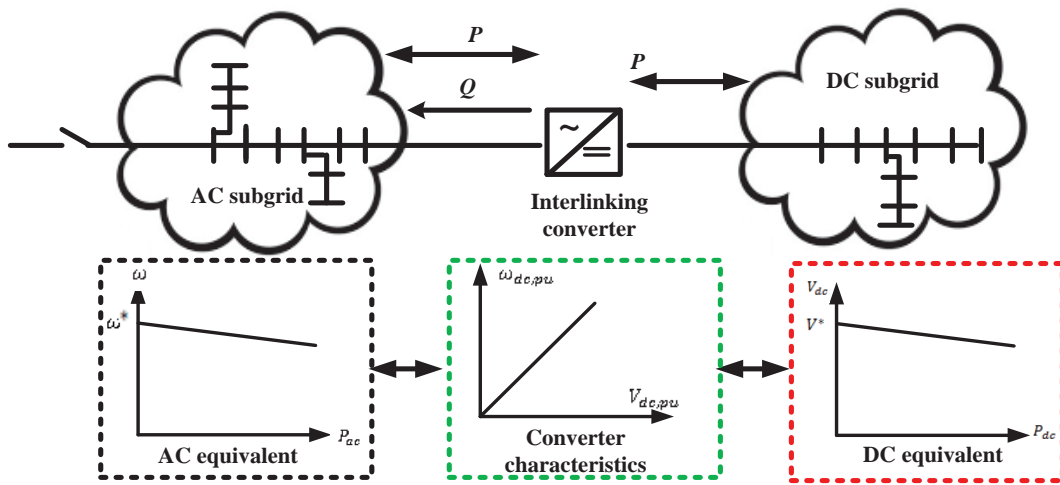 P
P
DC subgrid
Q
~
AC subgrid
Interlinking
converter
ω
ω*
P_ac
AC equivalent
ω_dc,pu
V_dc,pu
Converter
characteristics
V_dc
V*
P_dc
DC equivalent